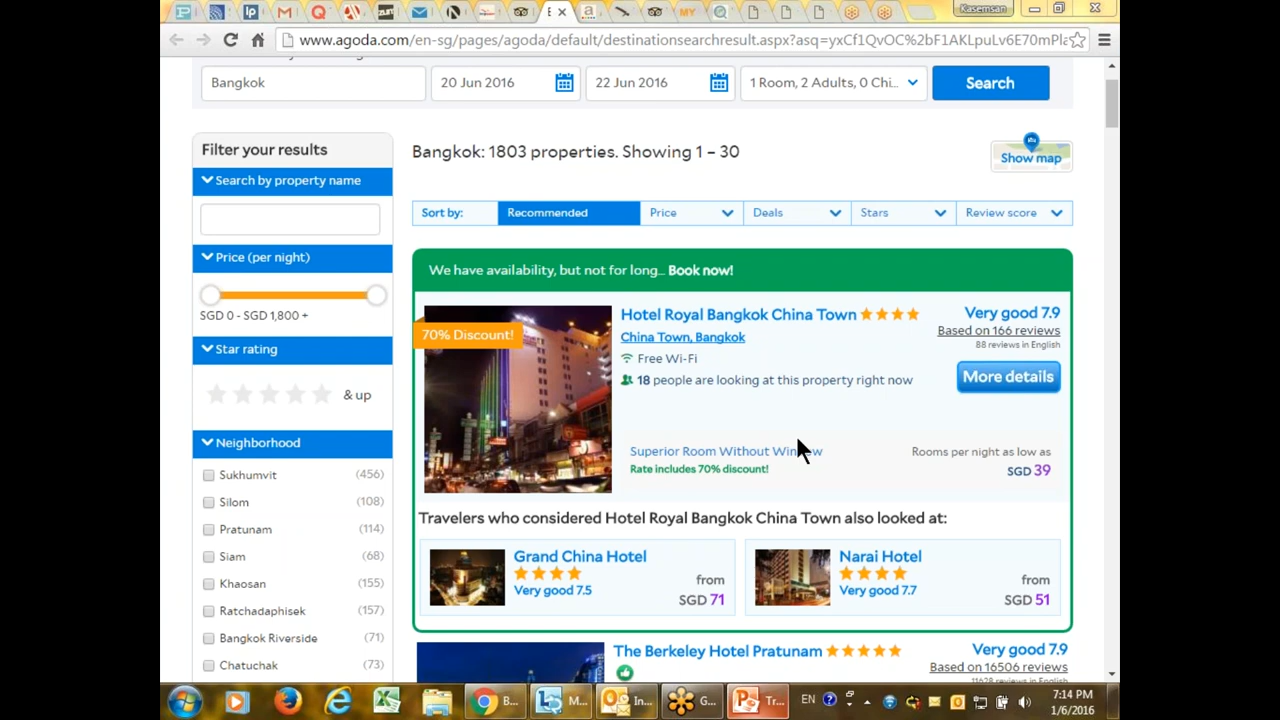 Kasemsan
www.agoda.com/en-sg/pages/agoda/default/destinationsearchresult.aspx?asq=yxCf1QvOC%2bF1AKLpuLv6E70mPla
Bangkok
20 Jun 2016
22 Jun 2016
1 Room, 2 Adults, 0 Chi...
Search
Filter your results
Search by property name
Price (per night)
SGD 0 - SGD 1,800 +
Star rating
& up
Neighborhood
Sukhumvit (456)
Silom (108)
Pratunam (114)
Siam (68)
Khaosan (155)
Ratchadaphisek (157)
Bangkok Riverside (71)
Chatuchak (73)
Bangkok: 1803 properties. Showing 1 – 30
Show map
Sort by: Recommended Price Deals Stars Review score
We have availability, but not for long... Book now!
70% Discount!
Hotel Royal Bangkok China Town
China Town, Bangkok
Free Wi-Fi
18 people are looking at this property right now
Very good 7.9
Based on 166 reviews
88 reviews in English
More details
Superior Room Without
Rate includes 70% discount!
Rooms per night as low as
SGD 39
Travelers who considered Hotel Royal Bangkok China Town also looked at:
Grand China Hotel
Very good 7.5
from
SGD 71
Narai Hotel
Very good 7.7
from
SGD 51
The Berkeley Hotel Pratunam
Very good 7.9
Based on 16506 reviews
B...
M...
In...
G...
Tr...
EN
7:14 PM
1/6/2016